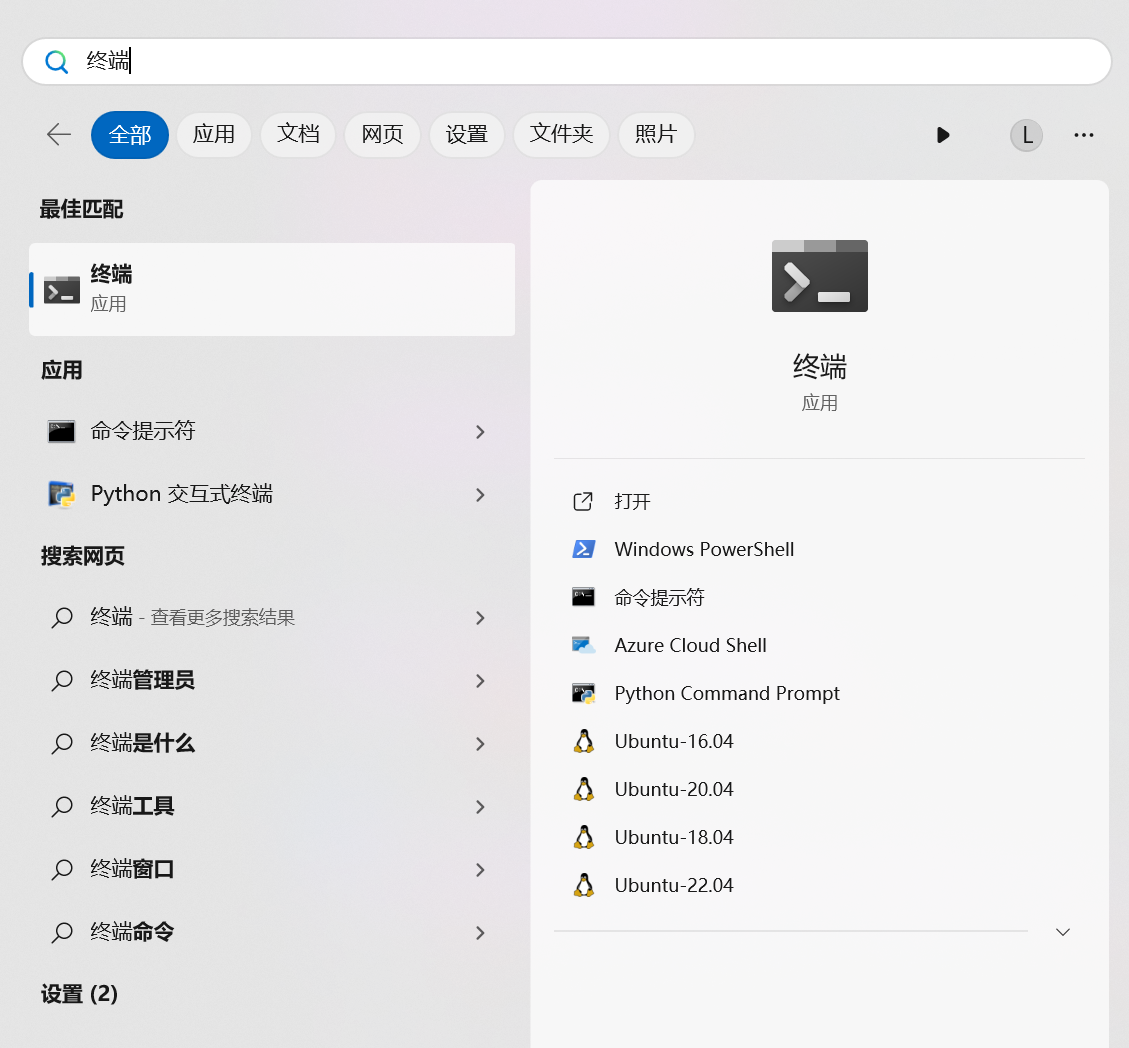 终端
全部 应用 文档 网页 设置 文件夹 照片 L
最佳匹配
终端
应用
应用
命令提示符
Python 交互式终端
搜索网页
终端 - 查看更多搜索结果
终端管理员
终端是什么
终端工具
终端窗口
终端命令
设置 (2)
终端
应用
打开
Windows PowerShell
命令提示符
Azure Cloud Shell
Python Command Prompt
Ubuntu-16.04
Ubuntu-20.04
Ubuntu-18.04
Ubuntu-22.04